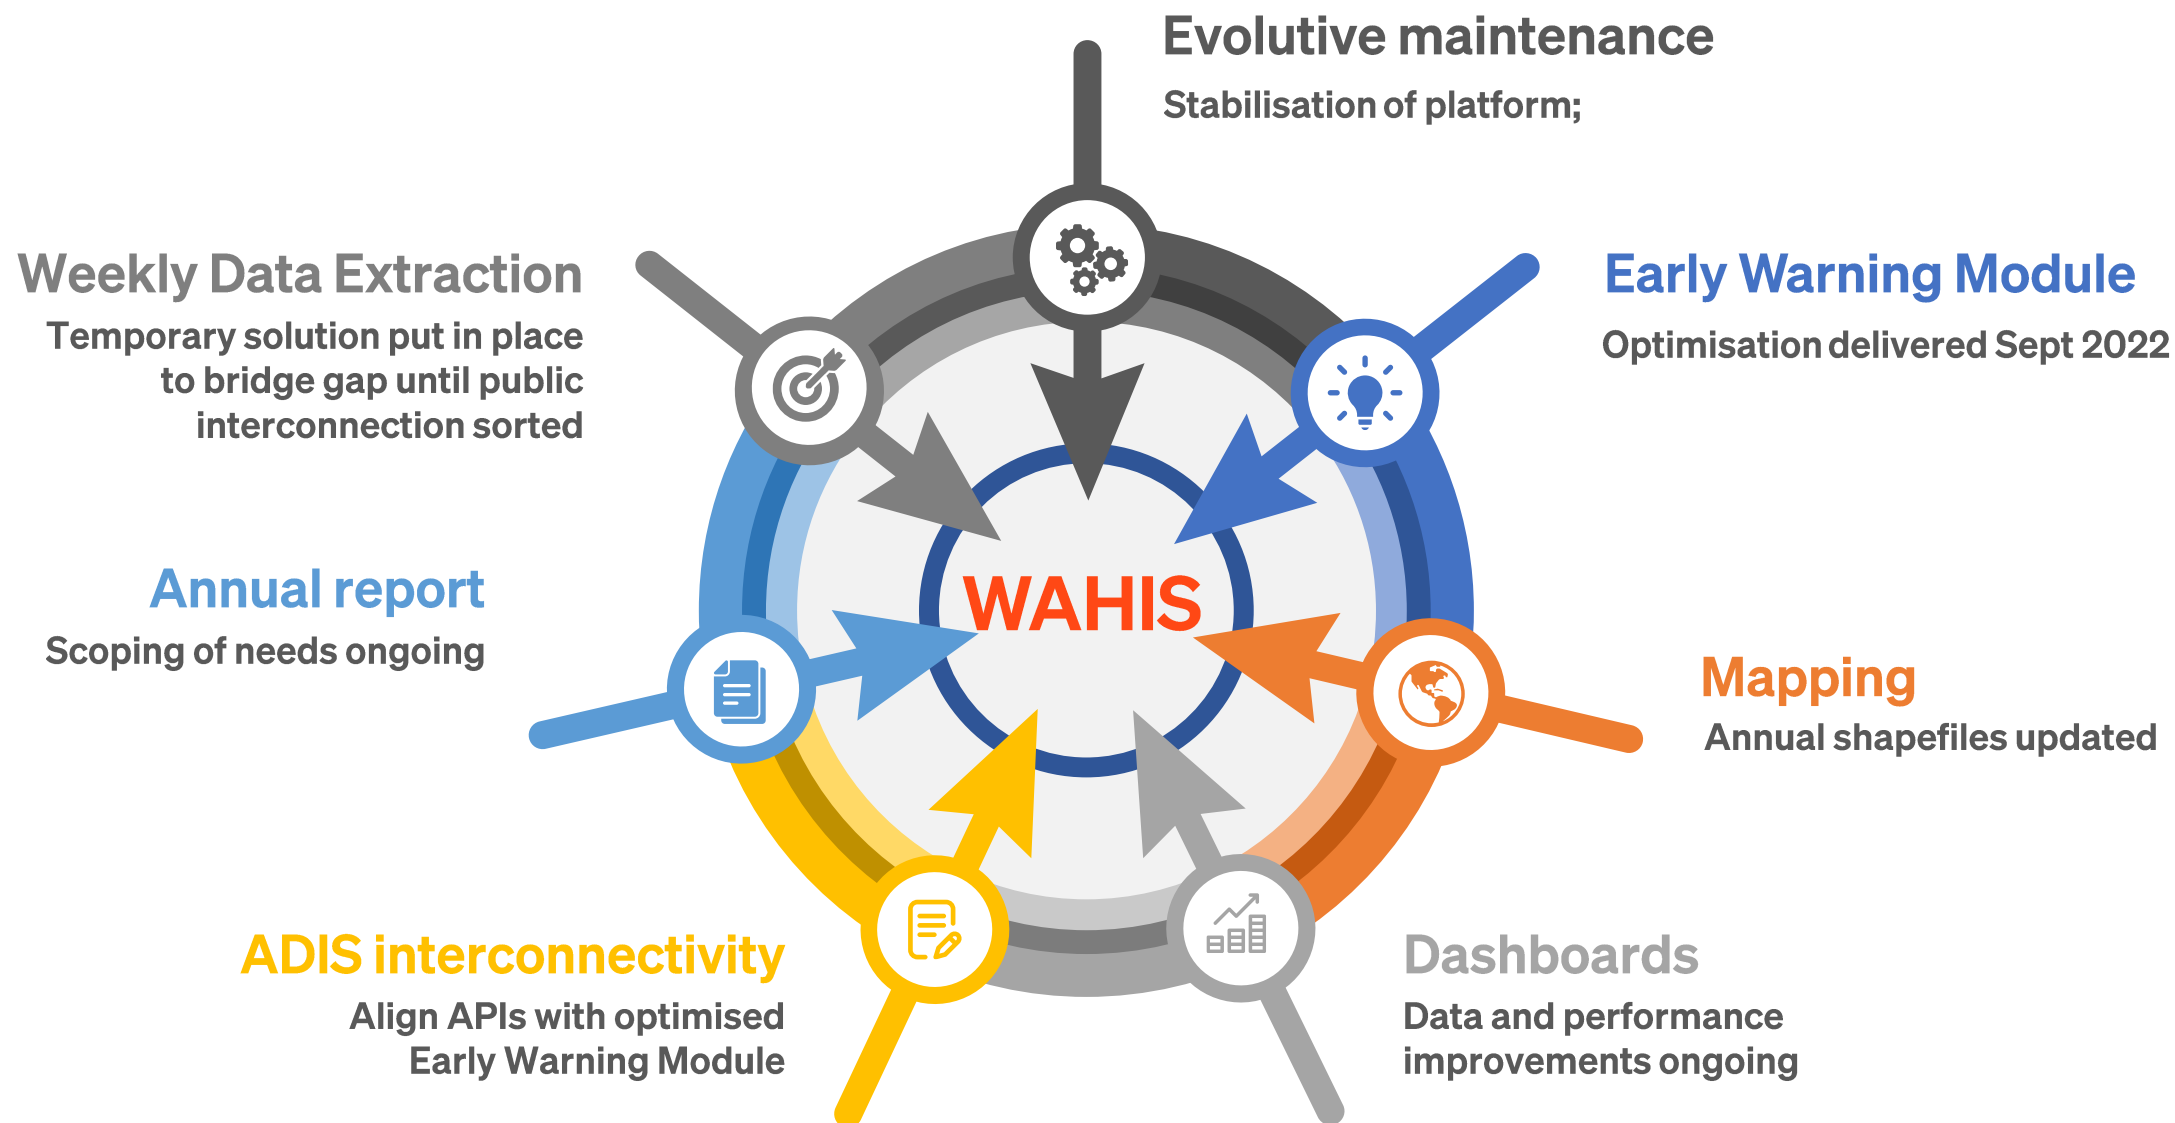 Evolutive maintenance
Stabilisation of platform;
Weekly Data Extraction
Temporary solution put in place
to bridge gap until public
interconnection sorted
Early Warning Module
Optimisation delivered Sept 2022
Annual report
Scoping of needs ongoing
WAHIS
Mapping
Annual shapefiles updated
ADIS interconnectivity
Align APIs with optimised
Early Warning Module
Dashboards
Data and performance
improvements ongoing